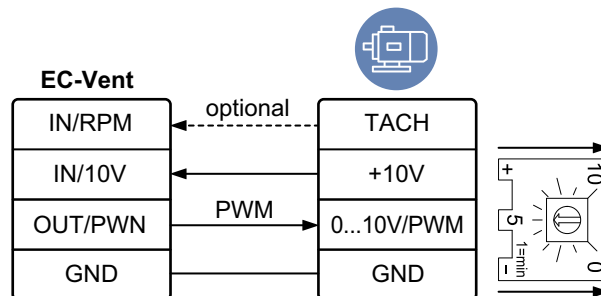 EC-Vent
IN/RPM
optional
TACH
IN/10V
+10V
OUT/PWN
PWM
0...10V/PWM
GND
GND
+
5
-
1=min
10
0